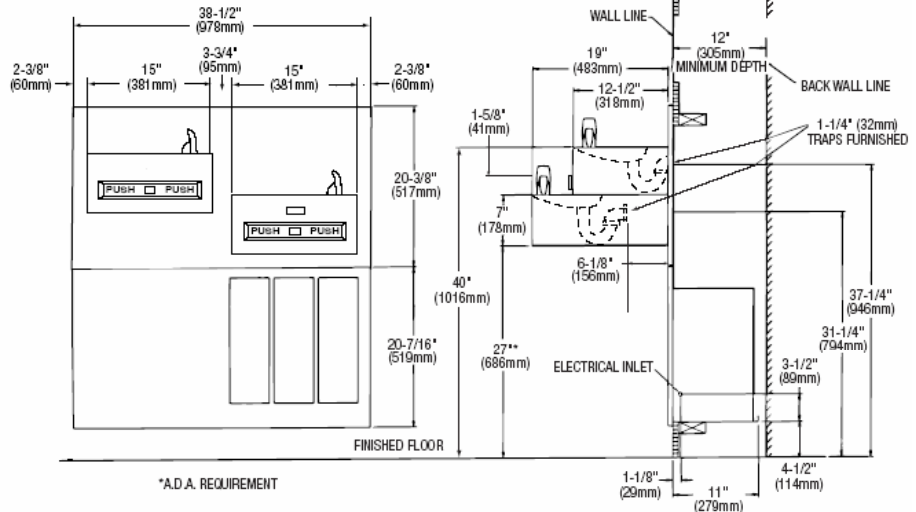 38-1/2"
(978mm)
2-3/8"
(60mm)
15"
(381mm)
3-3/4"
(95mm)
15"
(381mm)
2-3/8"
(60mm)
PUSH PUSH
PUSH PUSH
20-3/8"
(517mm)
20-7/16"
(519mm)
FINISHED FLOOR
*A.D.A. REQUIREMENT
WALL LINE
12"
(305mm)
MINIMUM DEPTH
BACK WALL LINE
19"
(483mm)
12-1/2"
(318mm)
1-5/8"
(41mm)
1-1/4" (32mm)
TRAPS FURNISHED
7"
(178mm)
6-1/8"
(156mm)
40"
(1016mm)
27"*
(686mm)
37-1/4"
(946mm)
31-1/4"
(794mm)
3-1/2"
(89mm)
ELECTRICAL INLET
4-1/2"
(114mm)
1-1/8"
(29mm)
11"
(279mm)